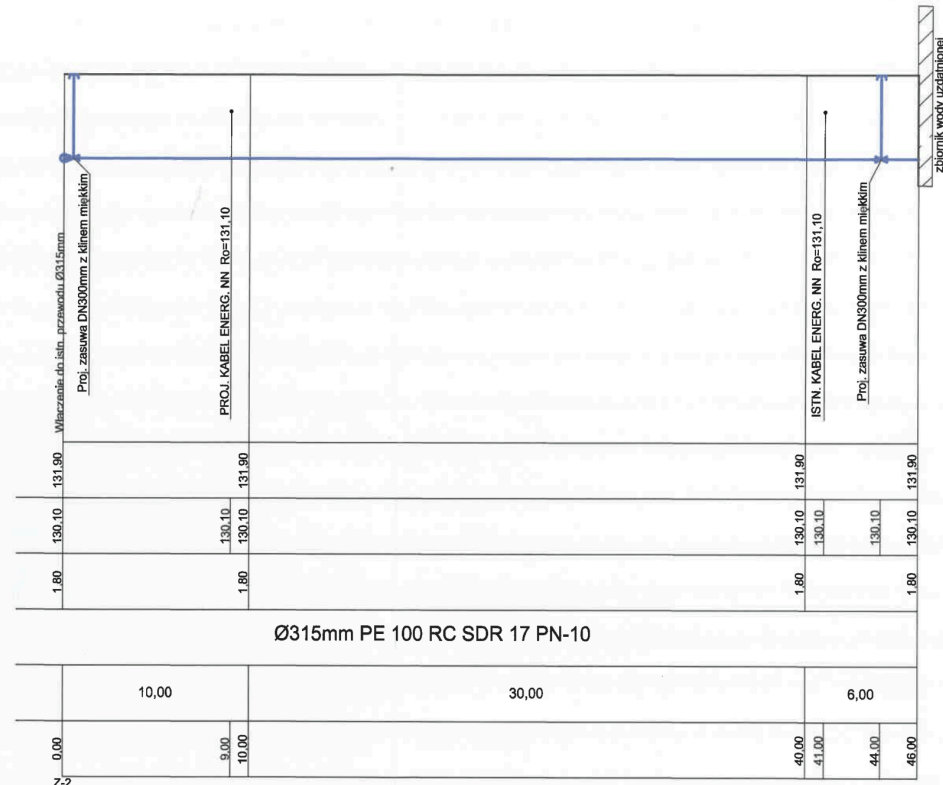 zbiornik wody uzdatnionej
Włączenie do istn. przewodu Ø315mm
Proj. zasuwa DN300mm z klinem miękkim
PROJ. KABEL ENERG. NN Ro=131,10
ISTN. KABEL ENERG. NN Ro=131,10
Proj. zasuwa DN300mm z klinem miękkim
131,90 131,90 131,90 131,90
130,10 130,10 130,10 130,10 130,10 130,10 130,10
1,80 1,80 1,80 1,80
Ø315mm PE 100 RC SDR 17 PN-10
10,00 30,00 6,00
0.00 9.00 10.00 40.00 41.00 44.00 46.00
Z-2